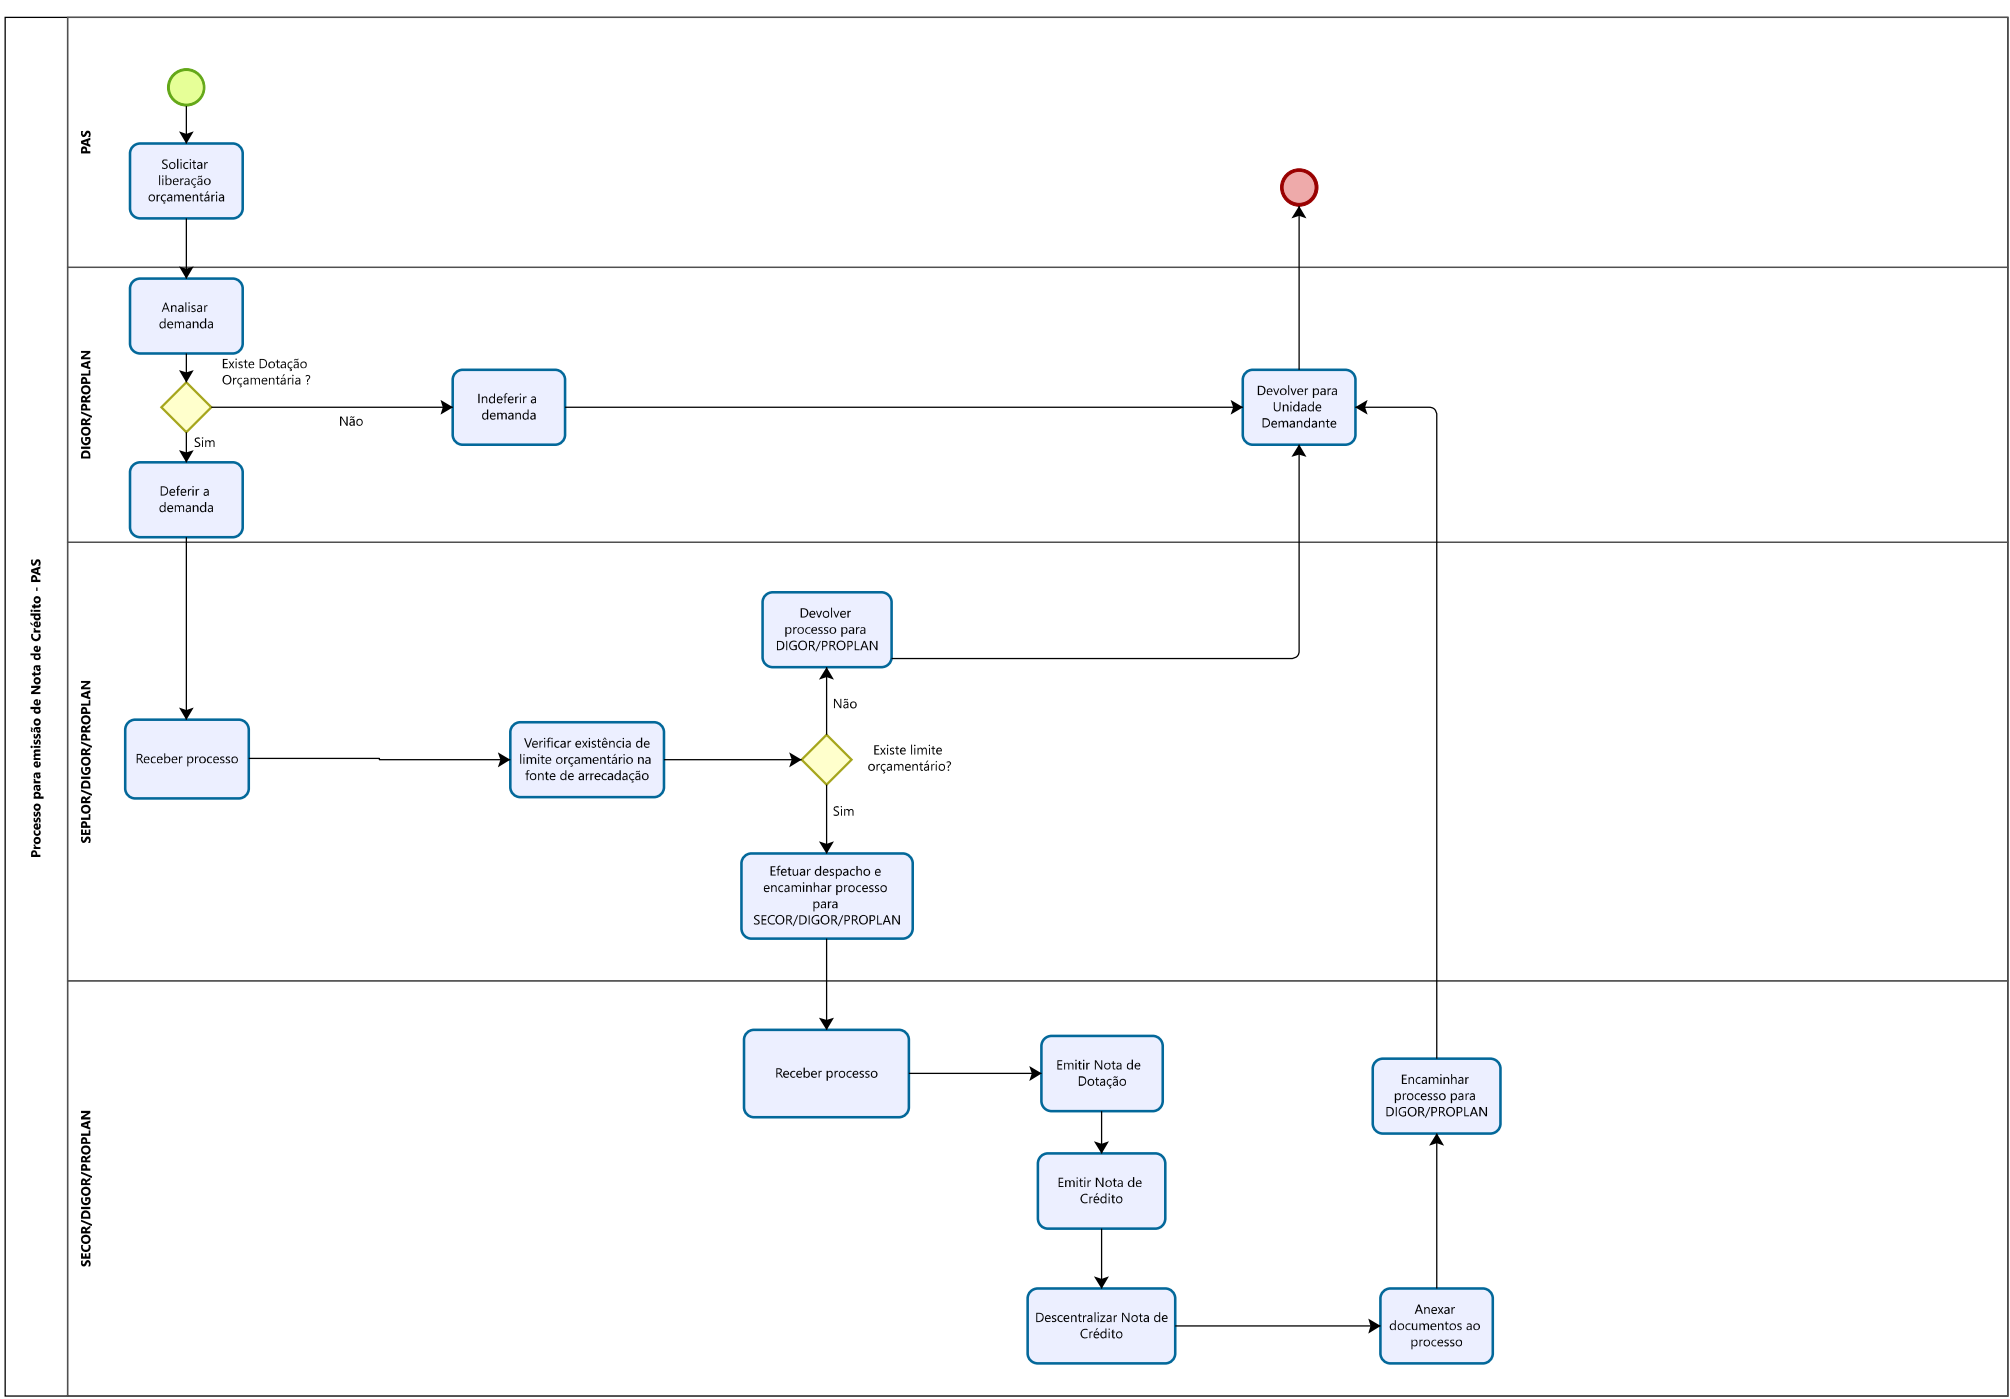 Processo para emissão de Nota de Crédito - PAS
PAS
Solicitar
liberação
orçamentária
DIGOR/PROPLAN
Analisar
demanda
Existe Dotação
Orçamentária ?
Não
Sim
Indeferir a
demanda
Devolver para
Unidade
Demandante
Deferir a
demanda
SEPLOR/DIGOR/PROPLAN
Devolver
processo para
DIGOR/PROPLAN
Não
Receber processo
Verificar existência de
limite orçamentário na
fonte de arrecadação
Existe limite
orçamentário?
Sim
Efetuar despacho e
encaminhar processo
para
SECOR/DIGOR/PROPLAN
SECOR/DIGOR/PROPLAN
Receber processo
Emitir Nota de
Dotação
Encaminhar
processo para
DIGOR/PROPLAN
Emitir Nota de
Crédito
Descentralizar Nota de
Crédito
Anexar
documentos ao
processo